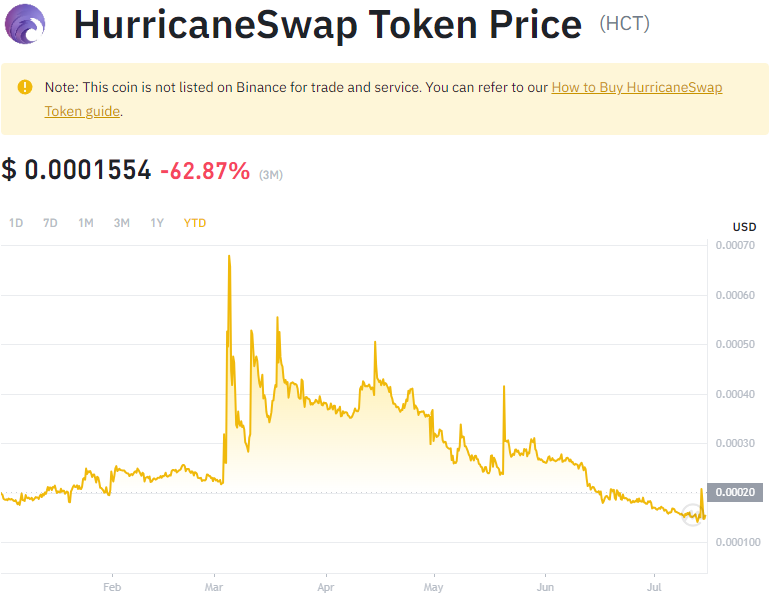 HurricaneSwap Token Price (HCT)
Note: This coin is not listed on Binance for trade and service. You can refer to our How to Buy HurricaneSwap
Token guide.
$ 0.0001554 -62.87% (3M)
1D 7D 1M 3M 1Y YTD
USD
0.00070
0.00060
0.00050
0.00040
0.00030
0.00020
0.000100
Feb Mar Apr May Jun Jul